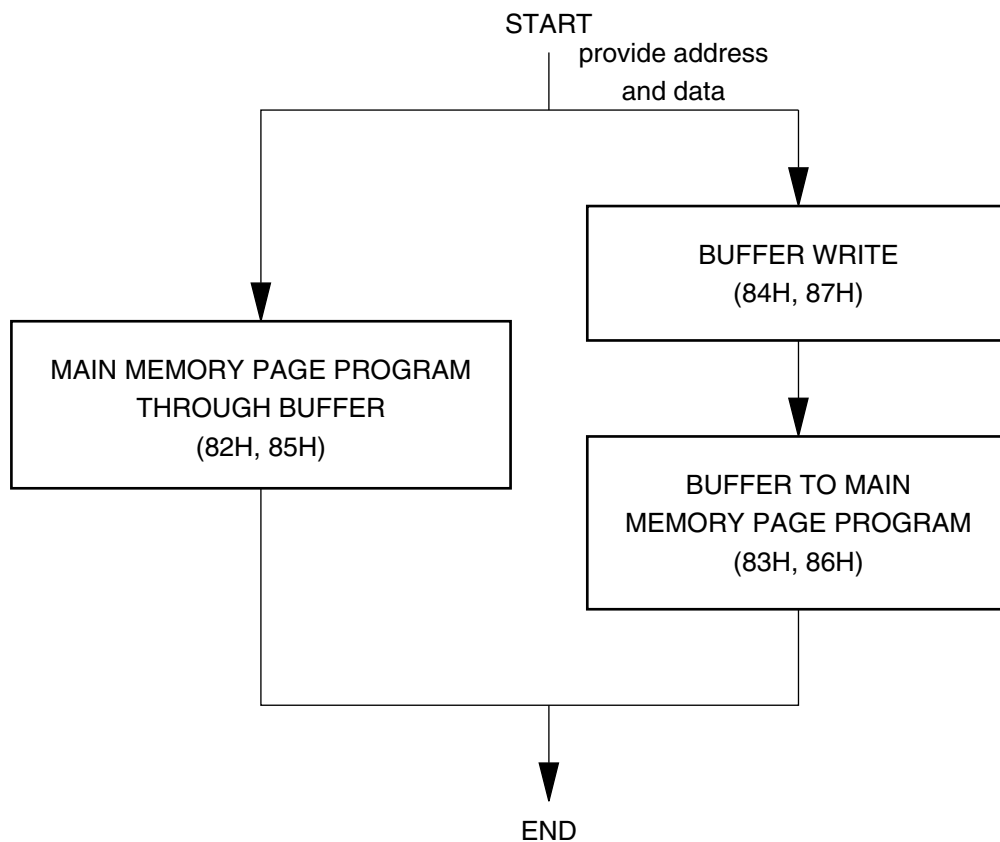 START
provide address
and data
BUFFER WRITE
(84H, 87H)
MAIN MEMORY PAGE PROGRAM
THROUGH BUFFER
(82H, 85H)
BUFFER TO MAIN
MEMORY PAGE PROGRAM
(83H, 86H)
END